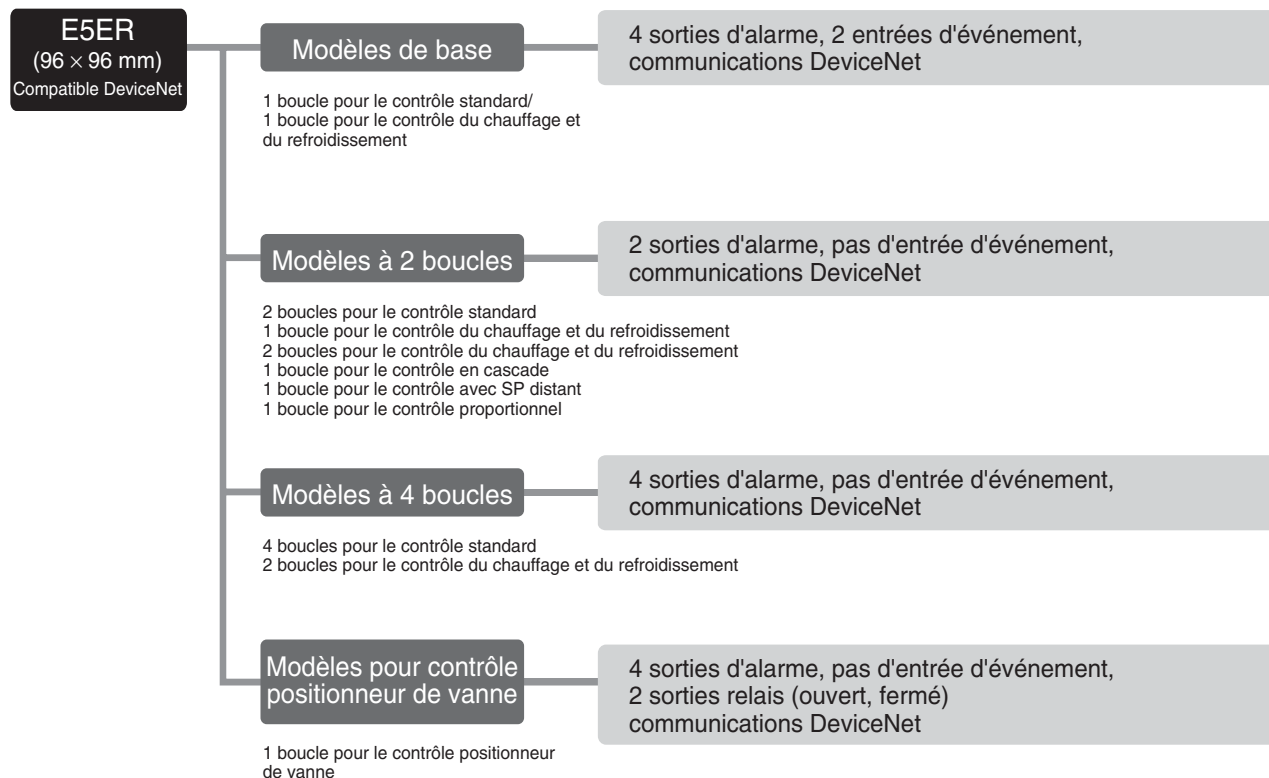 E5ER
(96 × 96 mm)
Compatible DeviceNet
Modèles de base
4 sorties d'alarme, 2 entrées d'événement,
communications DeviceNet
1 boucle pour le contrôle standard/
1 boucle pour le contrôle du chauffage et
du refroidissement
Modèles à 2 boucles
2 sorties d'alarme, pas d'entrée d'événement,
communications DeviceNet
2 boucles pour le contrôle standard
1 boucle pour le contrôle du chauffage et du refroidissement
2 boucles pour le contrôle du chauffage et du refroidissement
1 boucle pour le contrôle en cascade
1 boucle pour le contrôle avec SP distant
1 boucle pour le contrôle proportionnel
Modèles à 4 boucles
4 sorties d'alarme, pas d'entrée d'événement,
communications DeviceNet
4 boucles pour le contrôle standard
2 boucles pour le contrôle du chauffage et du refroidissement
Modèles pour contrôle
positionneur de vanne
4 sorties d'alarme, pas d'entrée d'événement,
2 sorties relais (ouvert, fermé)
communications DeviceNet
1 boucle pour le contrôle positionneur
de vanne